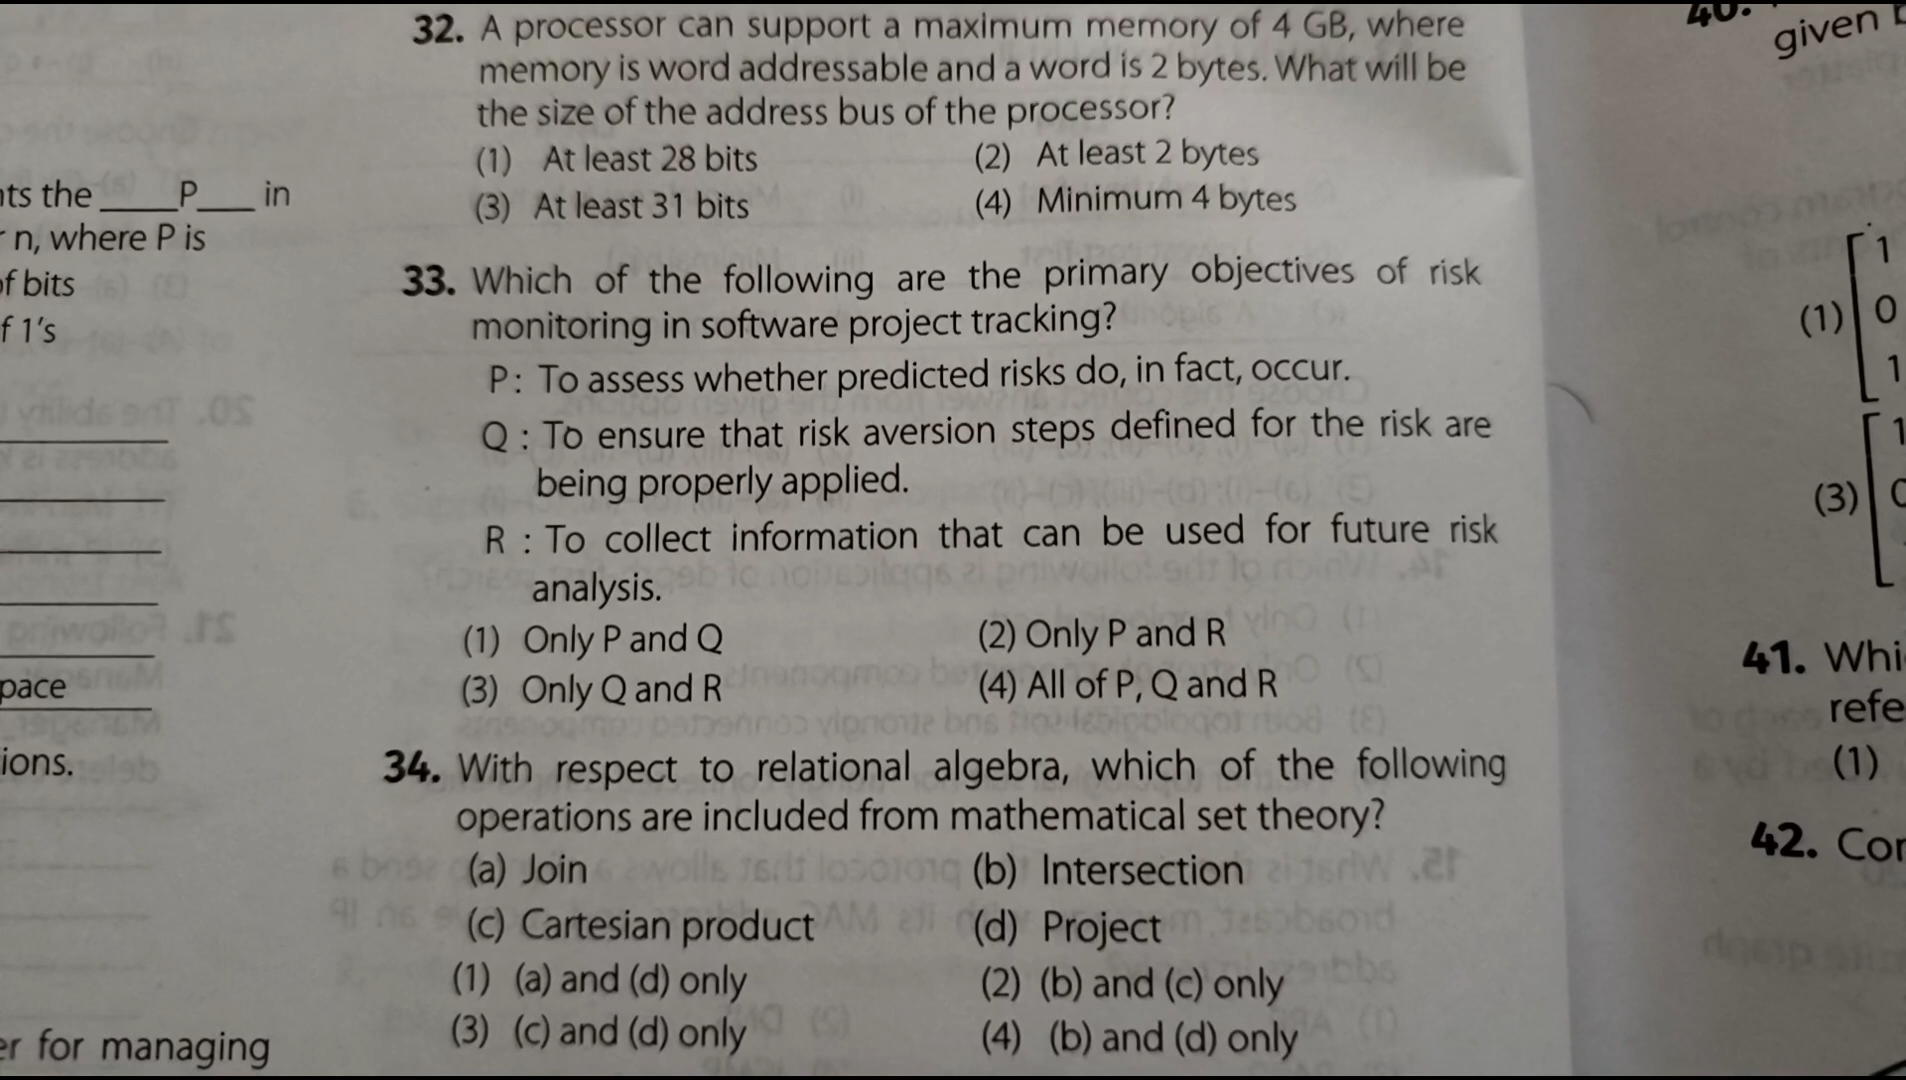 nts the ____P____ in
n, where P is
of bits
f 1's
pace
ions.
er for managing
32. A processor can support a maximum memory of 4 GB, where
memory is word addressable and a word is 2 bytes. What will be
the size of the address bus of the processor?
(1) At least 28 bits (2) At least 2 bytes
(3) At least 31 bits (4) Minimum 4 bytes
33. Which of the following are the primary objectives of risk
monitoring in software project tracking?
P : To assess whether predicted risks do, in fact, occur.
Q : To ensure that risk aversion steps defined for the risk are
being properly applied.
R : To collect information that can be used for future risk
analysis.
(1) Only P and Q (2) Only P and R
(3) Only Q and R (4) All of P, Q and R
34. With respect to relational algebra, which of the following
operations are included from mathematical set theory?
(a) Join (b) Intersection
(c) Cartesian product (d) Project
(1) (a) and (d) only (2) (b) and (c) only
(3) (c) and (d) only (4) (b) and (d) only
40.
given
(1) 1
0
1
(3) 1
41. Whi
refe
(1)
42. Cor